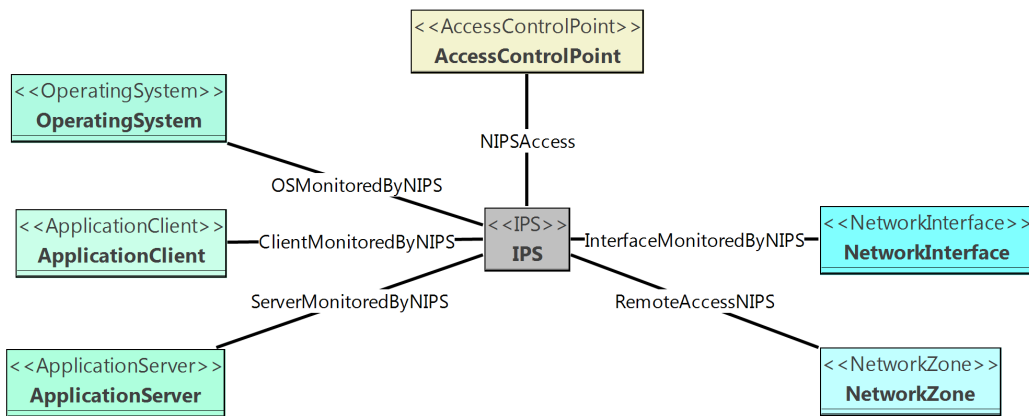 <<AccessControlPoint>>
AccessControlPoint
<<OperatingSystem>>
OperatingSystem
NIPSAccess
OSMonitoredByNIPS
<<ApplicationClient>>
ApplicationClient
ClientMonitoredByNIPS
<<IPS>>
IPS
InterfaceMonitoredByNIPS
<<NetworkInterface>>
NetworkInterface
ServerMonitoredByNIPS
RemoteAccessNIPS
<<ApplicationServer>>
ApplicationServer
<<NetworkZone>>
NetworkZone